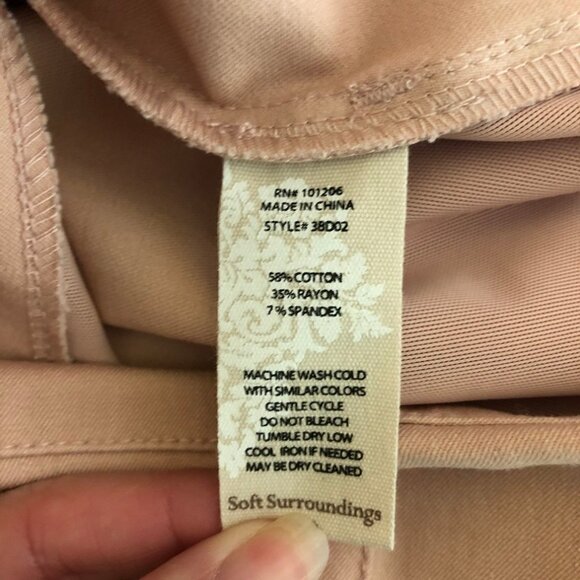 RN# 101206
MADE IN CHINA
STYLE# 3BD02
58% COTTON
35% RAYON
7% SPANDEX
MACHINE WASH COLD
WITH SIMILAR COLORS
GENTLE CYCLE
DO NOT BLEACH
TUMBLE DRY LOW
COOL IRON IF NEEDED
MAY BE DRY CLEANED
Soft Surroundings